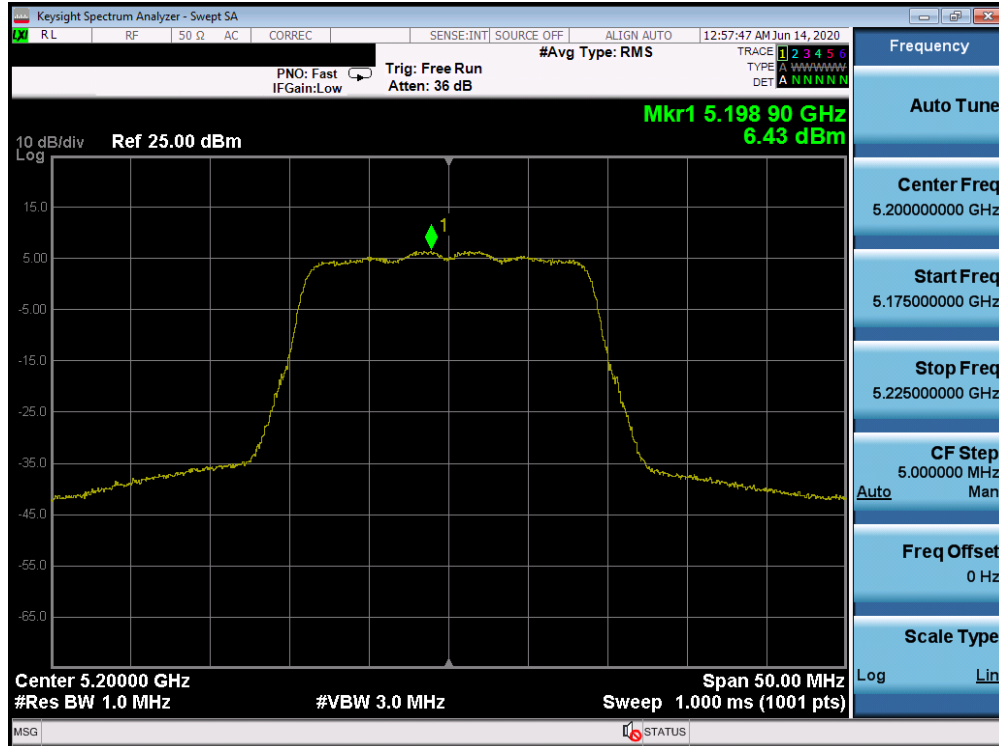 Keysight Spectrum Analyzer - Swept SA
LXI RL RF 50 Ω AC CORREC SENSE:INT SOURCE OFF ALIGN AUTO 12:57:47 AM Jun 14, 2020
#Avg Type: RMS
TRACE 1 2 3 4 5 6
PNO: Fast Trig: Free Run TYPE A WWWWW
IFGain:Low Atten: 36 dB DET A N N N N N
Mkr1 5.198 90 GHz
6.43 dBm
10 dB/div Ref 25.00 dBm
Log
1
15.0
5.00
-5.00
-15.0
-25.0
-35.0
-45.0
-55.0
-65.0
Center 5.20000 GHz Span 50.00 MHz
#Res BW 1.0 MHz #VBW 3.0 MHz Sweep 1.000 ms (1001 pts)
MSG STATUS
Frequency
Auto Tune
Center Freq
5.200000000 GHz
Start Freq
5.175000000 GHz
Stop Freq
5.225000000 GHz
CF Step
5.000000 MHz
Auto Man
Freq Offset
0 Hz
Scale Type
Log Lin